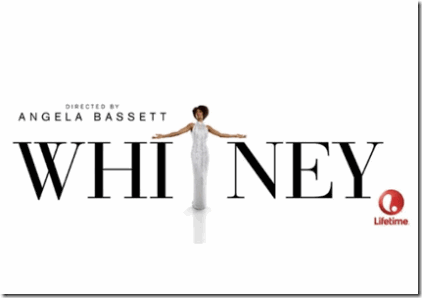 DIRECTED BY
ANGELA BASSETT
WHITNEY
Lifetime